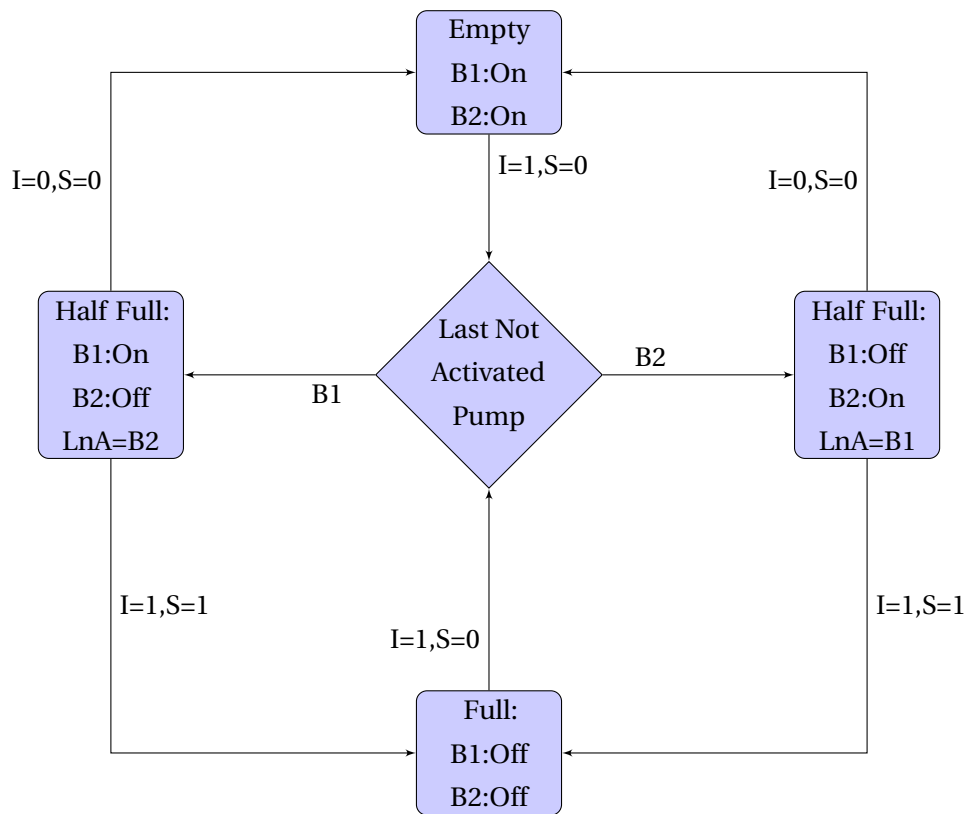 Empty
B1:On
B2:On
I=1,S=0
I=0,S=0
I=0,S=0
Half Full:
B1:On
B2:Off
LnA=B2
Last Not
Activated
Pump
B1
B2
Half Full:
B1:Off
B2:On
LnA=B1
I=1,S=1
I=1,S=0
I=1,S=1
Full:
B1:Off
B2:Off